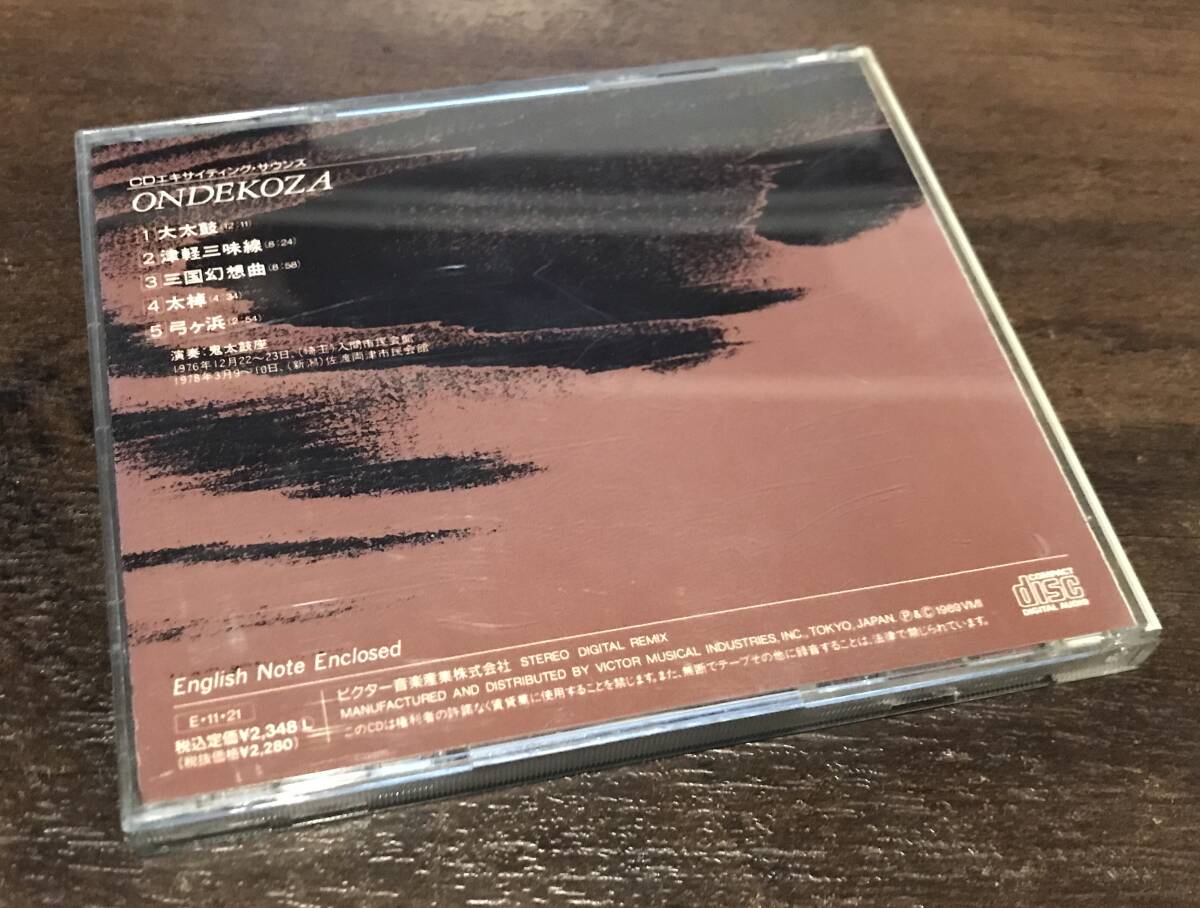 CDエキサイティング・サウンズ
ONDEKOZA
1 大太鼓(12:11)
2 津軽三味線(8:24)
3 三国幻想曲(8:58)
4 太棹(4:34)
5 弓ヶ浜(2:54)
演奏:鬼太鼓座
1976年12月22〜23日、(埼玉)入間市民会館
1978年3月9〜10日、(新潟)佐渡両津市民会館
English Note Enclosed
COMPACT
disc
DIGITAL AUDIO
ビクター音楽産業株式会社 STEREO DIGITAL REMIX
MANUFACTURED AND DISTRIBUTED BY VICTOR MUSICAL INDUSTRIES, INC., TOKYO, JAPAN. Ⓟ&Ⓒ 1989 VMI
このCDは権利者の許諾なく賃貸業に使用することを禁じます。また、無断でテープその他に録音することは、法律で禁じられています。
E・11・21
税込定価¥2,348
(税抜価格¥2,280)